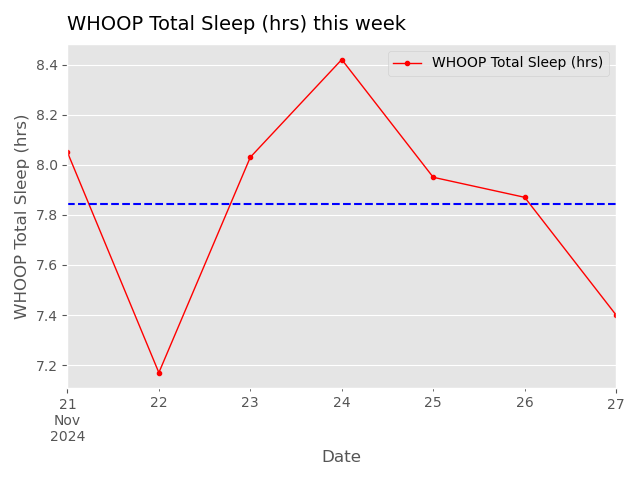 WHOOP Total Sleep (hrs) this week
WHOOP Total Sleep (hrs)
WHOOP Total Sleep (hrs)
8.4
8.2
8.0
7.8
7.6
7.4
7.2
21 22 23 24 25 26 27
Nov
2024
Date